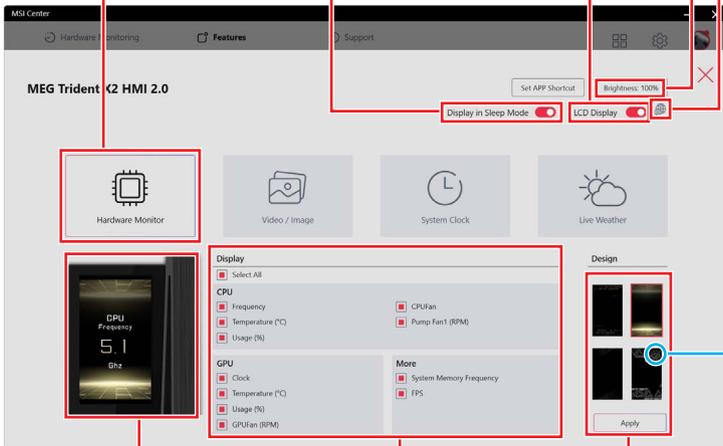 MSI Center
Hardware Monitoring
Features
Support
MEG Trident X2 HMI 2.0
Set APP Shortcut
Brightness: 100%
Display in Sleep Mode
LCD Display
Hardware Monitor
Video / Image
System Clock
Live Weather
Display
Design
Select All
CPU
Frequency
CPUFan
Temperature (°C)
Pump Fan1 (RPM)
Usage (%)
GPU
More
Clock
System Memory Frequency
Temperature (°C)
FPS
Usage (%)
GPUFan (RPM)
CPU
Frequency
5.1
Ghz
Apply